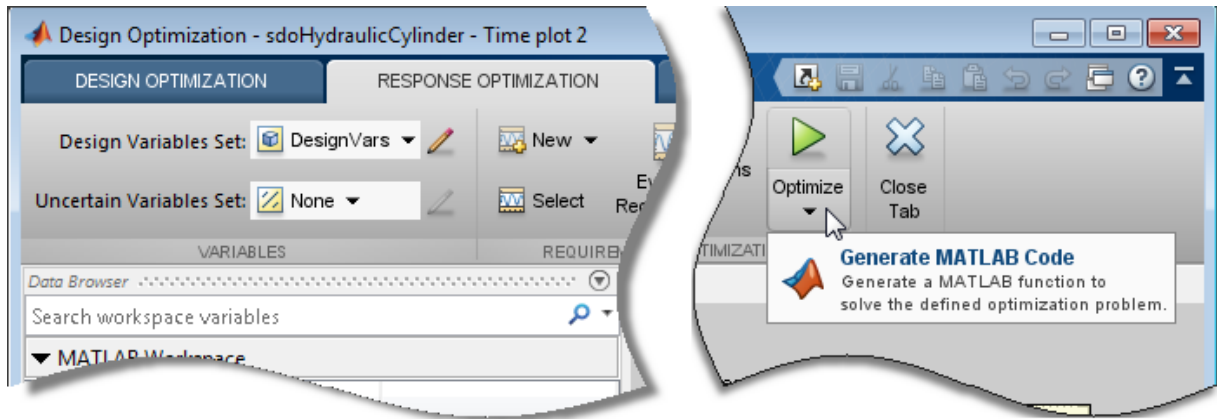 Design Optimization - sdoHydraulicCylinder - Time plot 2
DESIGN OPTIMIZATION RESPONSE OPTIMIZATION
Design Variables Set: DesignVars New
Optimize Close Tab
Uncertain Variables Set: None Select
VARIABLES
Generate MATLAB Code
Generate a MATLAB function to
solve the defined optimization problem.
Data Browser
Search workspace variables
MATLAB Workspace